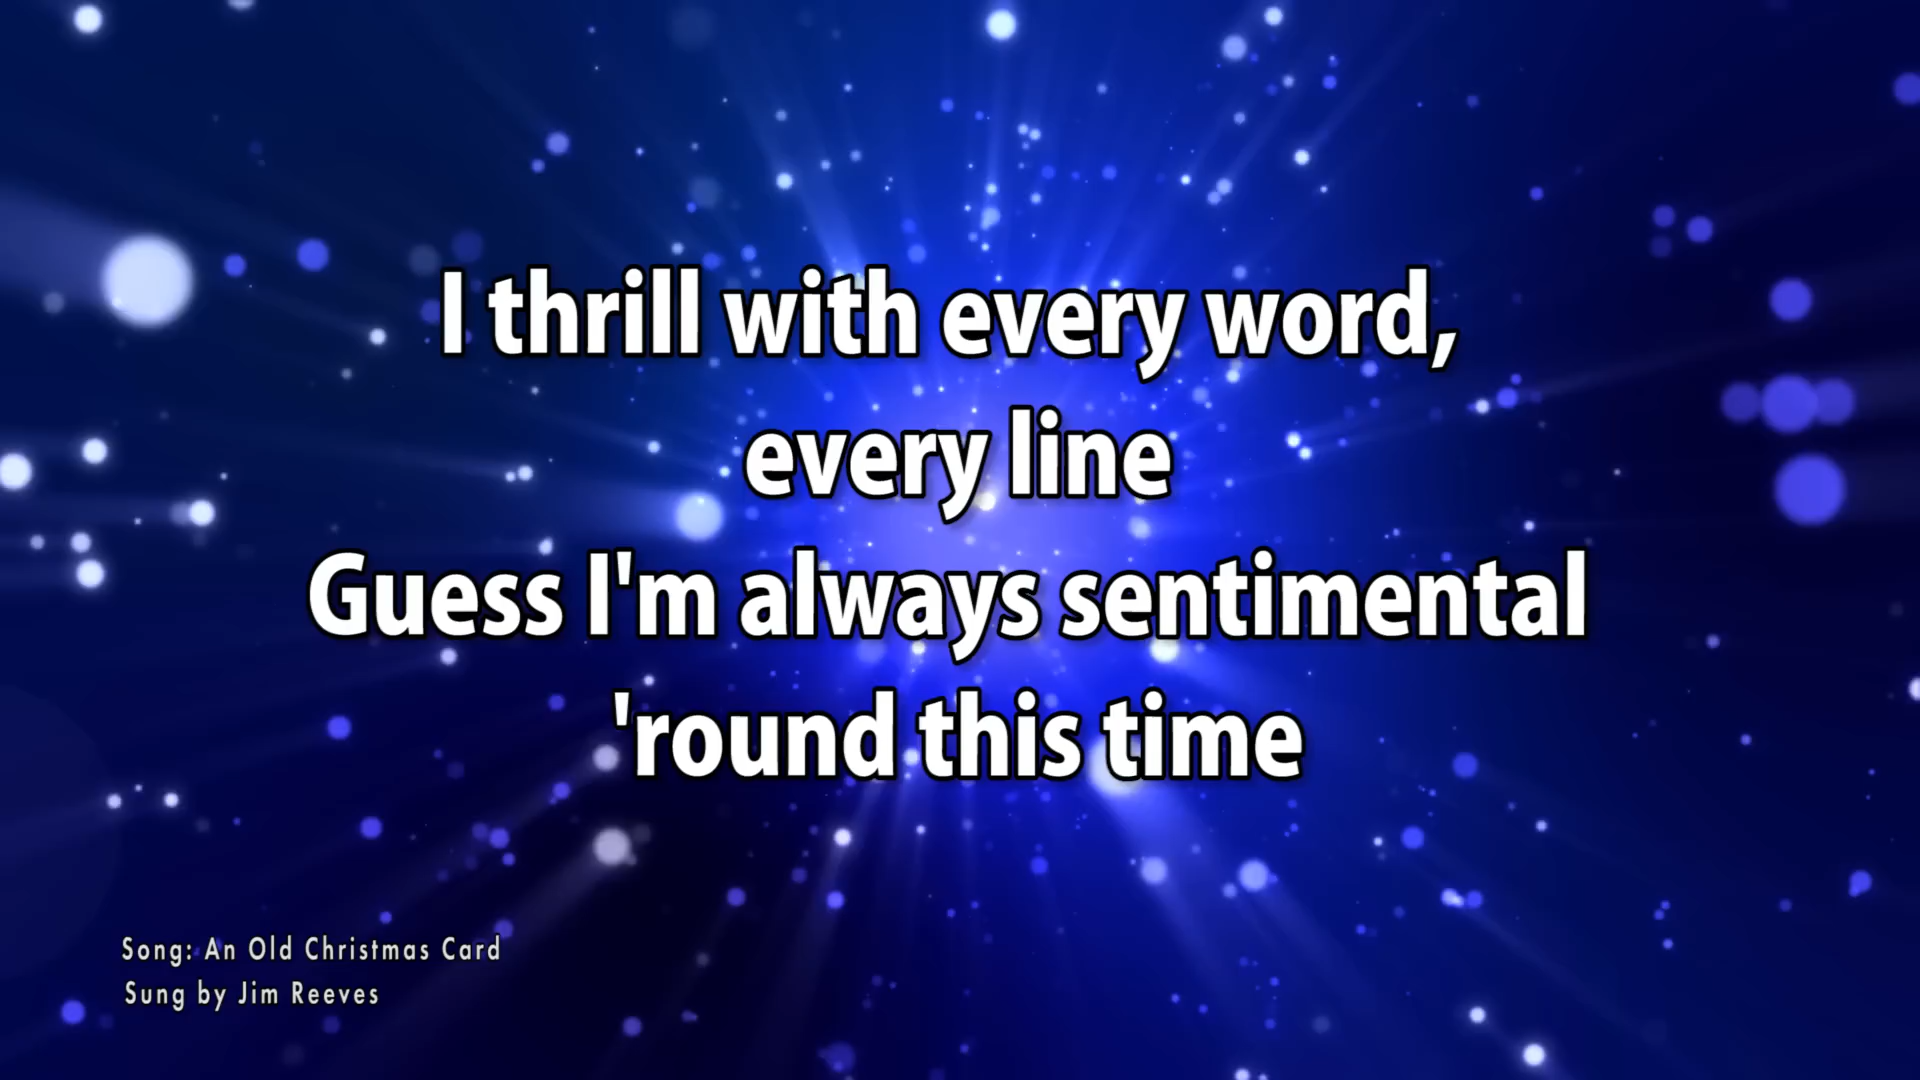 I thrill with every word,
every line
Guess I'm always sentimental
'round this time
Song: An Old Christmas Card
Sung by Jim Reeves